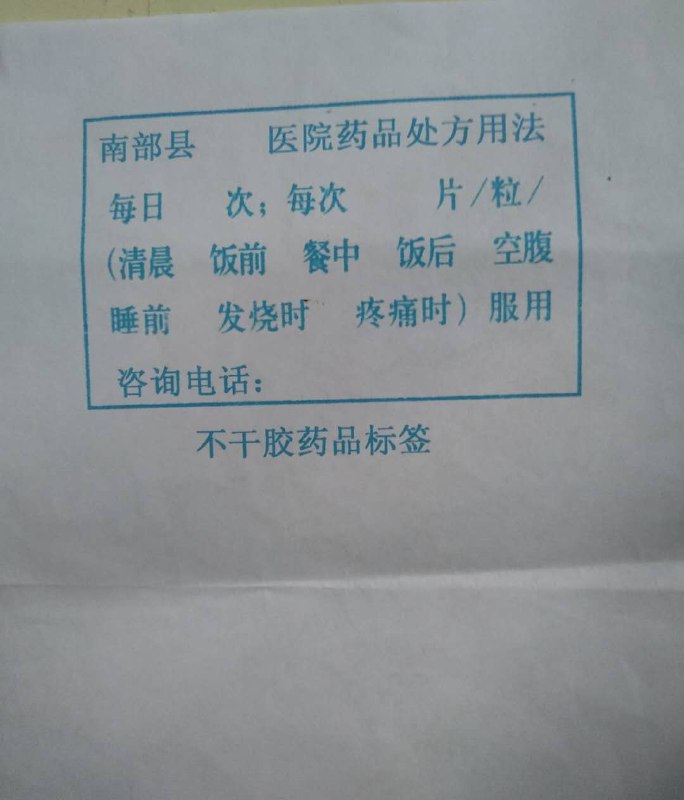 南部县 医院药品处方用法
每日 次；每次 片/粒/
(清晨 饭前 餐中 饭后 空腹
睡前 发烧时 疼痛时)服用
咨询电话：
不干胶药品标签